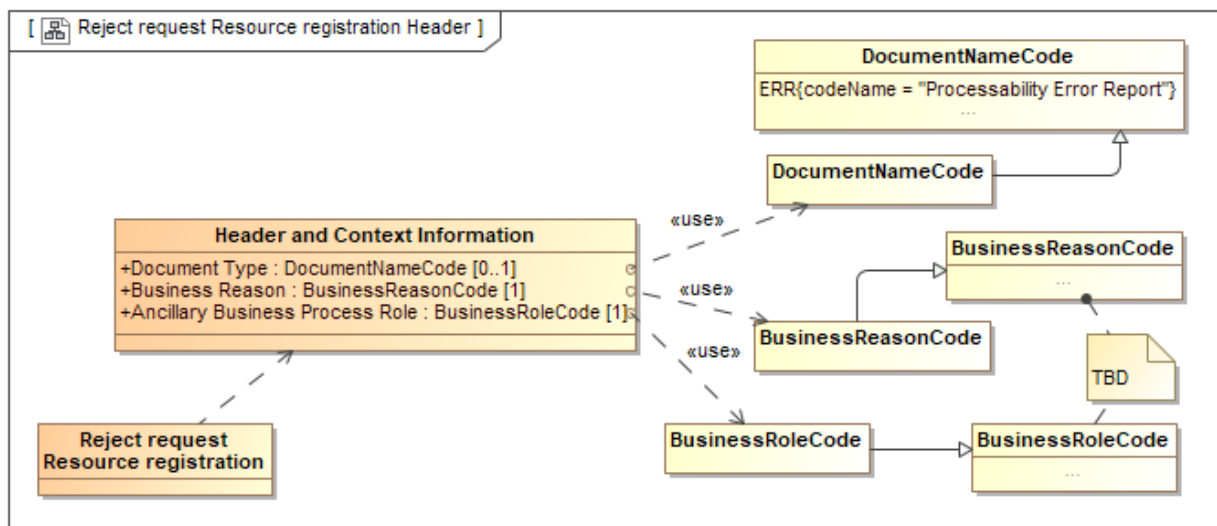 [ Reject request Resource registration Header ]
DocumentNameCode
ERR{codeName = "Processability Error Report"}
...
DocumentNameCode
«use»
Header and Context Information
+Document Type : DocumentNameCode [0..1]
+Business Reason : BusinessReasonCode [1]
+Ancillary Business Process Role : BusinessRoleCode [1]
BusinessReasonCode
...
«use»
BusinessReasonCode
«use»
TBD
Reject request
Resource registration
BusinessRoleCode
BusinessRoleCode
...